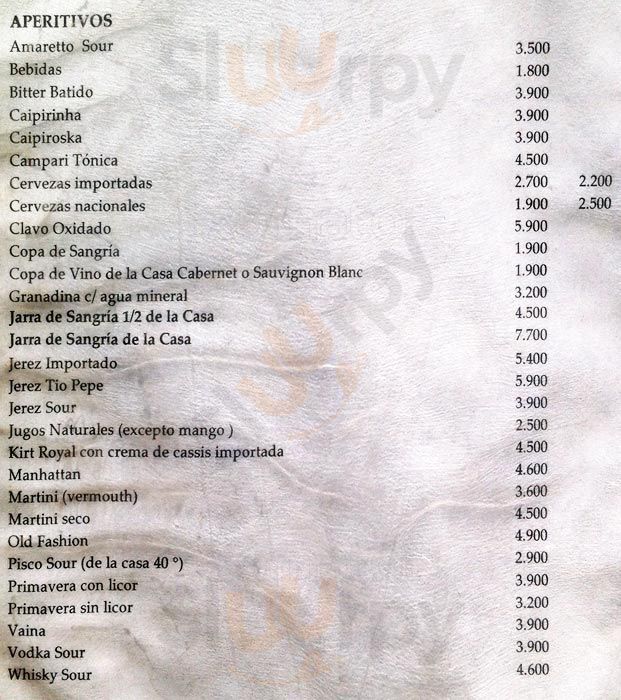 APERITIVOS
Amaretto Sour 3.500
Bebidas 1.800
Bitter Batido 3.900
Caipirinha 3.900
Caipiroska 3.900
Campari Tónica 4.500
Cervezas importadas 2.700 2.200
Cervezas nacionales 1.900 2.500
Clavo Oxidado 5.900
Copa de Sangría 1.900
Copa de Vino de la Casa Cabernet o Sauvignon Blanc 1.900
Granadina c/ agua mineral 3.200
Jarra de Sangría 1/2 de la Casa 4.500
Jarra de Sangría de la Casa 7.700
Jerez Importado 5.400
Jerez Tio Pepe 5.900
Jerez Sour 3.900
Jugos Naturales (excepto mango ) 2.500
Kirt Royal con crema de cassis importada 4.500
Manhattan 4.600
Martini (vermouth) 3.600
Martini seco 4.500
Old Fashion 4.900
Pisco Sour (de la casa 40 °) 2.900
Primavera con licor 3.900
Primavera sin licor 3.200
Vaina 3.900
Vodka Sour 3.900
Whisky Sour 4.600
Sluurpy
Sluurpy
Sluurpy